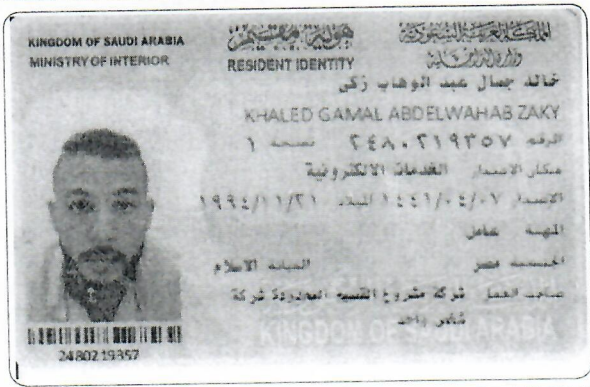 KINGDOM OF SAUDI ARABIA
MINISTRY OF INTERIOR
هوية مقيم
RESIDENT IDENTITY
المملكة العربية السعودية
وزارة الداخلية
خالد جمال عبد الوهاب زكى
KHALED GAMAL ABDELWAHAB ZAKY
الرقم ٢٤٨٠٢١٩٣٥٧ نسخة ١
مكان الاصدار الخدمات الالكترونية
الاصدار ١٤٤١/٠٤/٠٧ الميلاد ١٩٩٤/١١/٢١
المهنة عامل
الجنسية مصر الديانة الاسلام
صاحب العمل شركة مشروع القسيم المحدودة شركة
شخص واحد
KINGDOM OF SAUDI ARABIA
2480219357